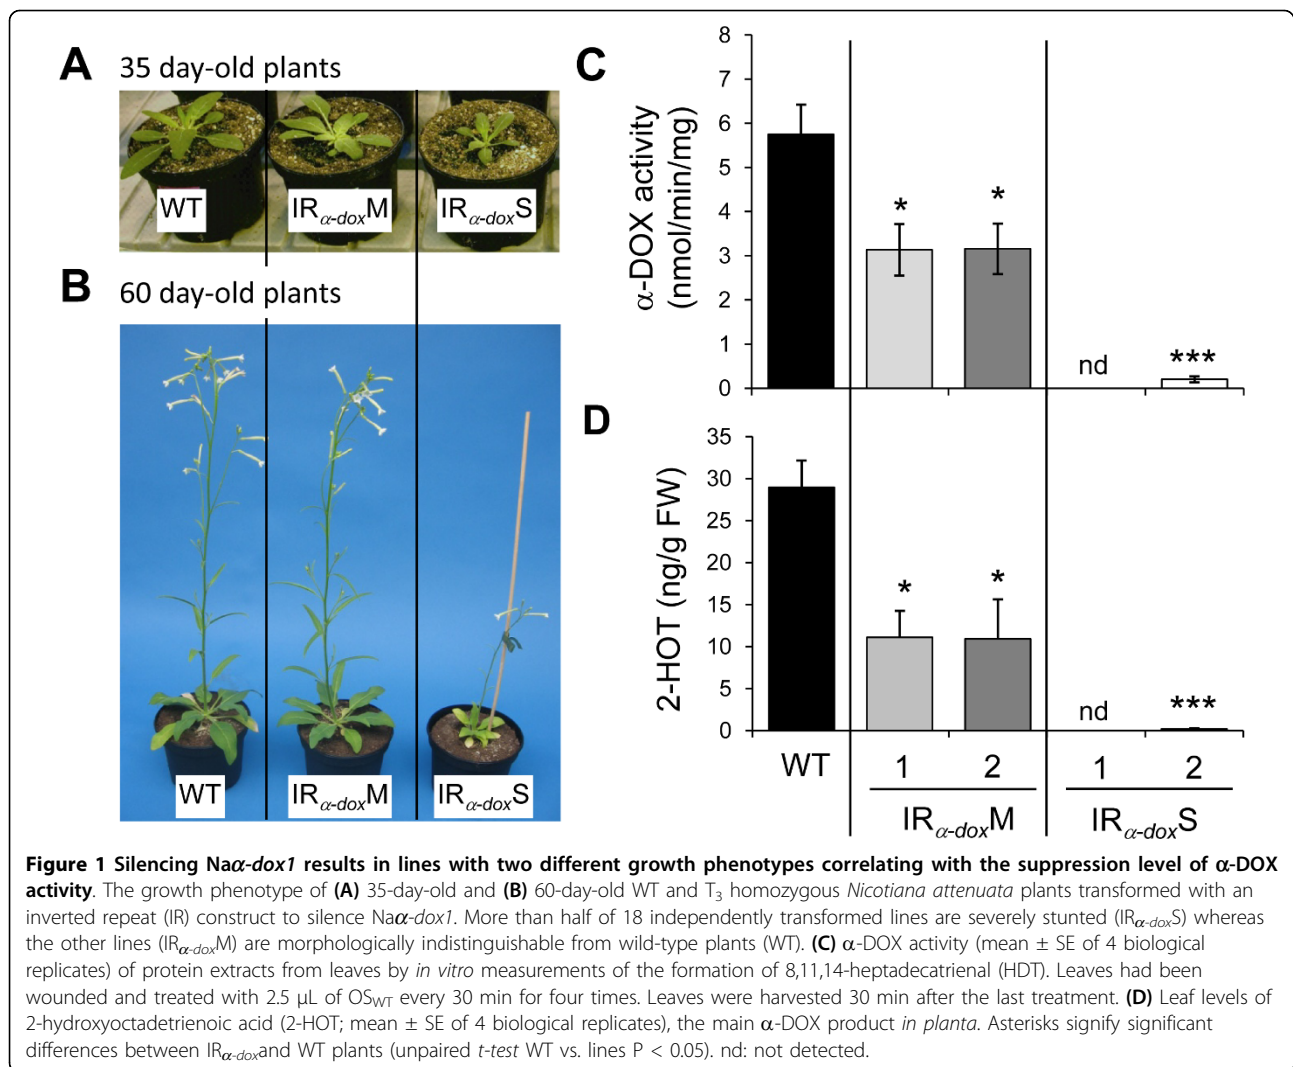 A 35 day-old plants
WT IRα-doxM IRα-doxS
B 60 day-old plants
WT IRα-doxM IRα-doxS
C
α-DOX activity
(nmol/min/mg)
8
7
6
5
4
3
2
1
0
* * nd ***
D
2-HOT (ng/g FW)
35
30
25
20
15
10
5
0
* * nd ***
WT 1 2 1 2
IRα-doxM IRα-doxS
Figure 1 Silencing Naα-dox1 results in lines with two different growth phenotypes correlating with the suppression level of α-DOX
activity. The growth phenotype of (A) 35-day-old and (B) 60-day-old WT and T3 homozygous Nicotiana attenuata plants transformed with an
inverted repeat (IR) construct to silence Naα-dox1. More than half of 18 independently transformed lines are severely stunted (IRα-doxS) whereas
the other lines (IRα-doxM) are morphologically indistinguishable from wild-type plants (WT). (C) α-DOX activity (mean ± SE of 4 biological
replicates) of protein extracts from leaves by in vitro measurements of the formation of 8,11,14-heptadecatrienal (HDT). Leaves had been
wounded and treated with 2.5 μL of OSWT every 30 min for four times. Leaves were harvested 30 min after the last treatment. (D) Leaf levels of
2-hydroxyoctadetrienoic acid (2-HOT; mean ± SE of 4 biological replicates), the main α-DOX product in planta. Asterisks signify significant
differences between IRα-doxand WT plants (unpaired t-test WT vs. lines P < 0.05). nd: not detected.